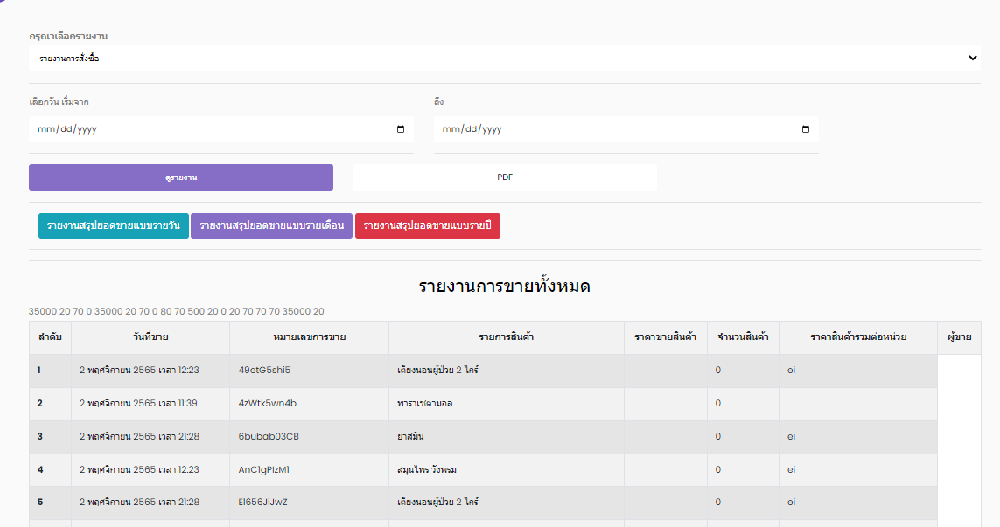 กรุณาเลือกรายงาน
รายงานการสั่งซื้อ
เลือกวัน เริ่มจาก ถึง
mm/dd/yyyy mm/dd/yyyy
ดูรายงาน PDF
รายงานสรุปยอดขายแบบรายวัน รายงานสรุปยอดขายแบบรายเดือน รายงานสรุปยอดขายแบบรายปี
รายงานการขายทั้งหมด
35000 20 70 0 35000 20 70 0 80 70 500 20 0 20 70 70 70 35000 20
ลำดับ วันที่ขาย หมายเลขการขาย รายการสินค้า ราคาขายสินค้า จำนวนสินค้า ราคาสินค้ารวมต่อหน่วย ผู้ขาย
1 2 พฤศจิกายน 2565 เวลา 12:23 49etG5shi5 เตียงนอนผู้ป่วย 2 ไกร์ 0 ei
2 2 พฤศจิกายน 2565 เวลา 11:39 4zWtk5wn4b พาราเซตามอล 0
3 2 พฤศจิกายน 2565 เวลา 21:28 6bubab03CB ยาสมิน 0 ei
4 2 พฤศจิกายน 2565 เวลา 12:23 AnC1gPIzM1 สมุนไพร วังพรม 0 ei
5 2 พฤศจิกายน 2565 เวลา 21:28 EI656JiJwZ เตียงนอนผู้ป่วย 2 ไกร์ 0 ei